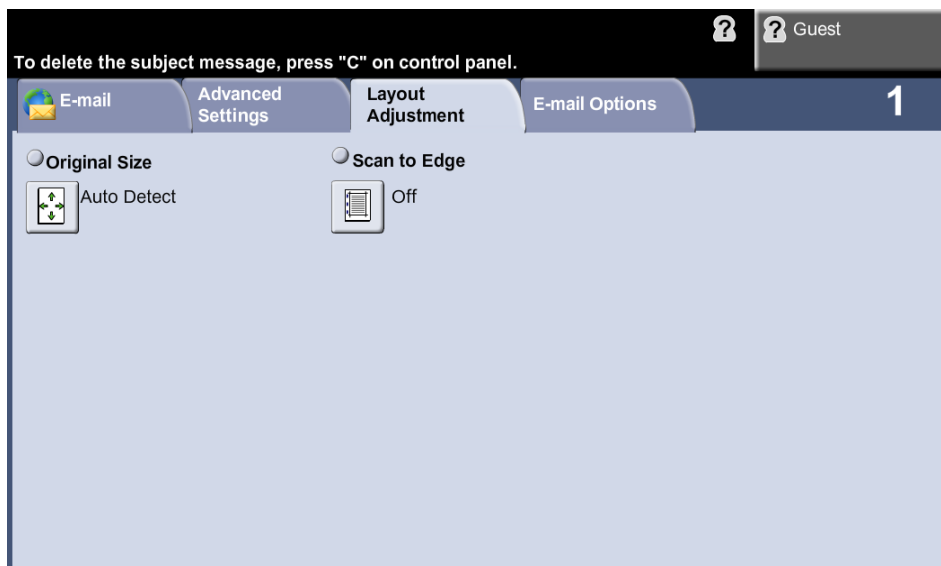 Guest
To delete the subject message, press "C" on control panel.
E-mail
Advanced
Settings
Layout
Adjustment
E-mail Options
1
Original Size
Scan to Edge
Auto Detect
Off